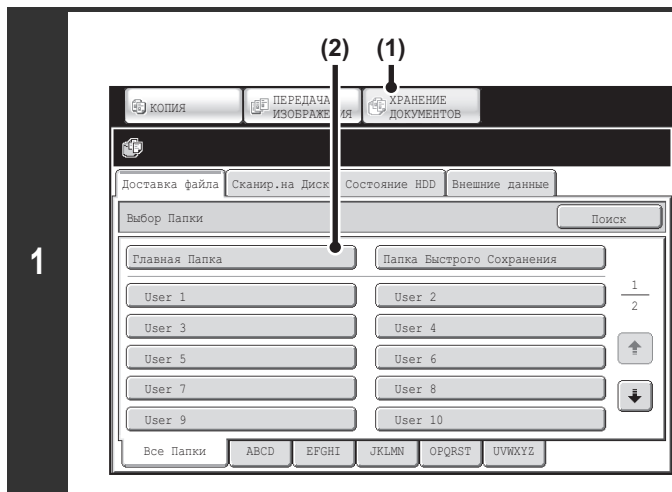 (2) (1)
КОПИЯ
ПЕРЕДАЧА
ИЗОБРАЖЕНИЯ
ХРАНЕНИЕ
ДОКУМЕНТОВ
Доставка файла Сканир.на Диск Состояние HDD Внешние данные
Выбор Папки Поиск
1
Главная Папка Папка Быстрого Сохранения
User 1 User 2
1
2
User 3 User 4
User 5 User 6
User 7 User 8
User 9 User 10
Все Папки ABCD EFGHI JKLMN OPQRST UVWXYZ